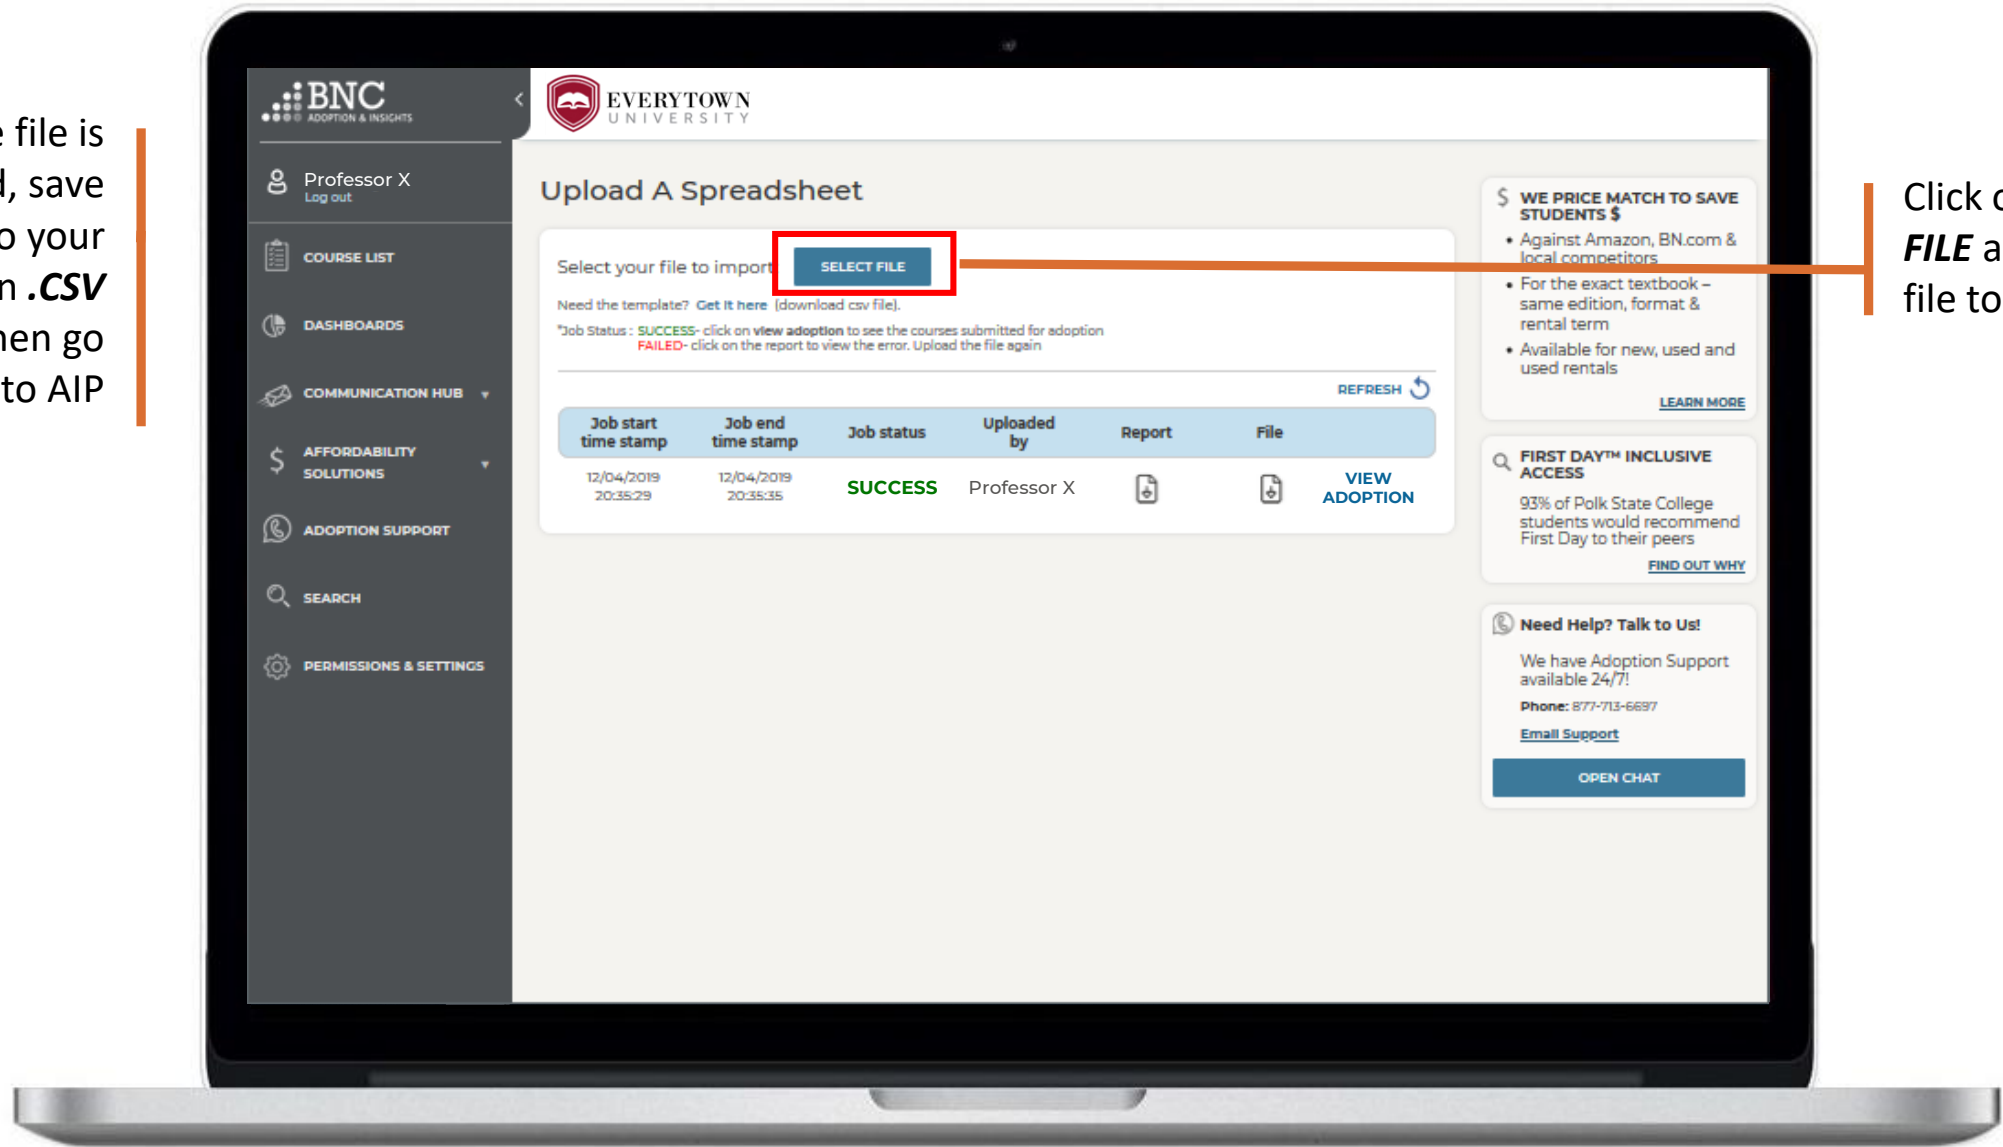 file is
save
your
.CSV
go
to AIP
BNC
ADOPTION & INSIGHTS
Professor X
Log out
COURSE LIST
DASHBOARDS
COMMUNICATION HUB
AFFORDABILITY
SOLUTIONS
ADOPTION SUPPORT
SEARCH
PERMISSIONS & SETTINGS
EVERYTOWN
UNIVERSITY
Upload A Spreadsheet
Select your file to import
SELECT FILE
Need the template? Get It here (download csv file).
*Job Status : SUCCESS- click on view adoption to see the courses submitted for adoption
FAILED- click on the report to view the error. Upload the file again
REFRESH
Job start time stamp Job end time stamp Job status Uploaded by Report File
12/04/2019 20:35:29 12/04/2019 20:35:35 SUCCESS Professor X VIEW ADOPTION
$ WE PRICE MATCH TO SAVE
STUDENTS $
• Against Amazon, BN.com &
local competitors
• For the exact textbook –
same edition, format &
rental term
• Available for new, used and
used rentals
LEARN MORE
FIRST DAY™ INCLUSIVE
ACCESS
93% of Polk State College
students would recommend
First Day to their peers
FIND OUT WHY
Need Help? Talk to Us!
We have Adoption Support
available 24/7!
Phone: 877-713-6697
Email Support
OPEN CHAT
Click
FILE
file to